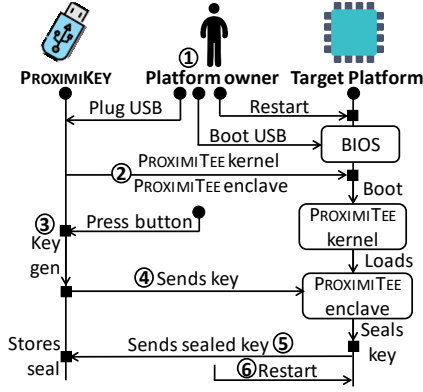 ①
PROXIMIKEY Platform owner Target Platform
Plug USB
Restart
Boot USB
BIOS
PROXIMITEE kernel
②
PROXIMITEE enclave
Boot
③ Press button
PROXIMITEE
kernel
Key
gen
Loads
④ Sends key
PROXIMITEE
enclave
Seals
key
Stores
seal
Sends sealed key ⑤
⑥ Restart